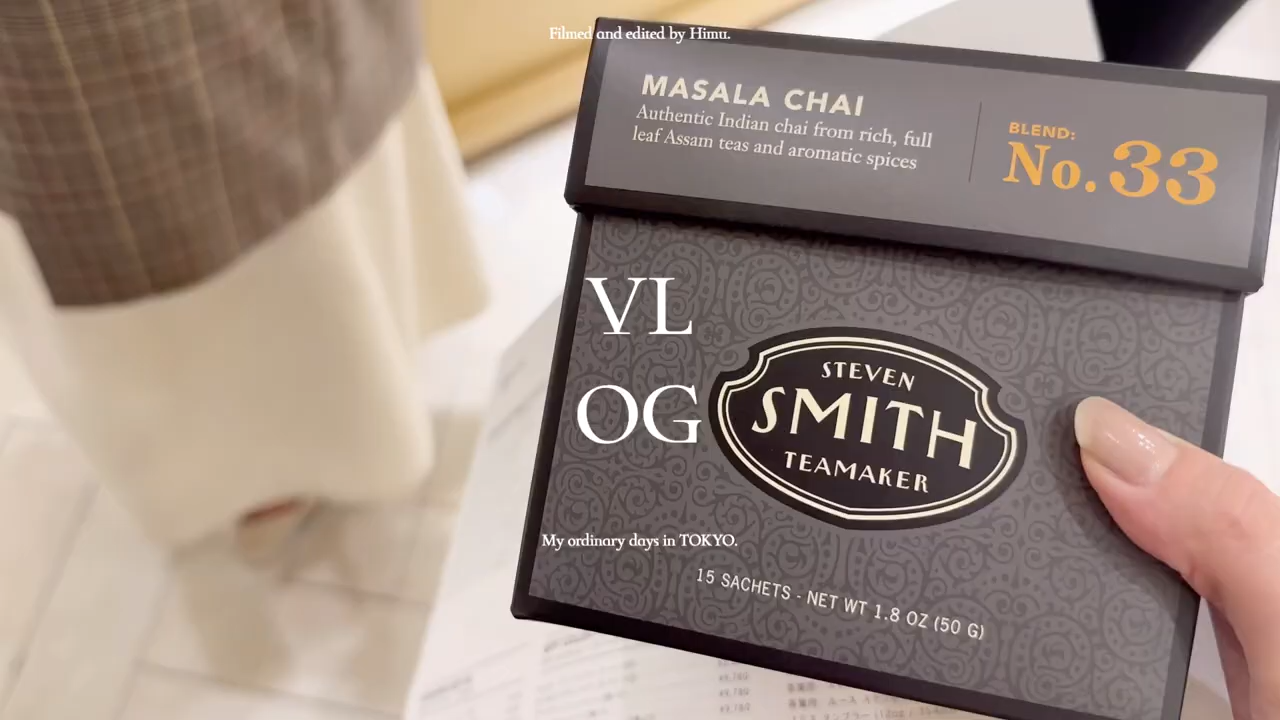 Filmed and edited by Himu.
MASALA CHAI
Authentic Indian chai from rich, full
leaf Assam teas and aromatic spices
BLEND:
No. 33
VL
OG
STEVEN
SMITH
TEAMAKER
My ordinary days in TOKYO.
15 SACHETS - NET WT 1.8 OZ (50 G)
¥9,780